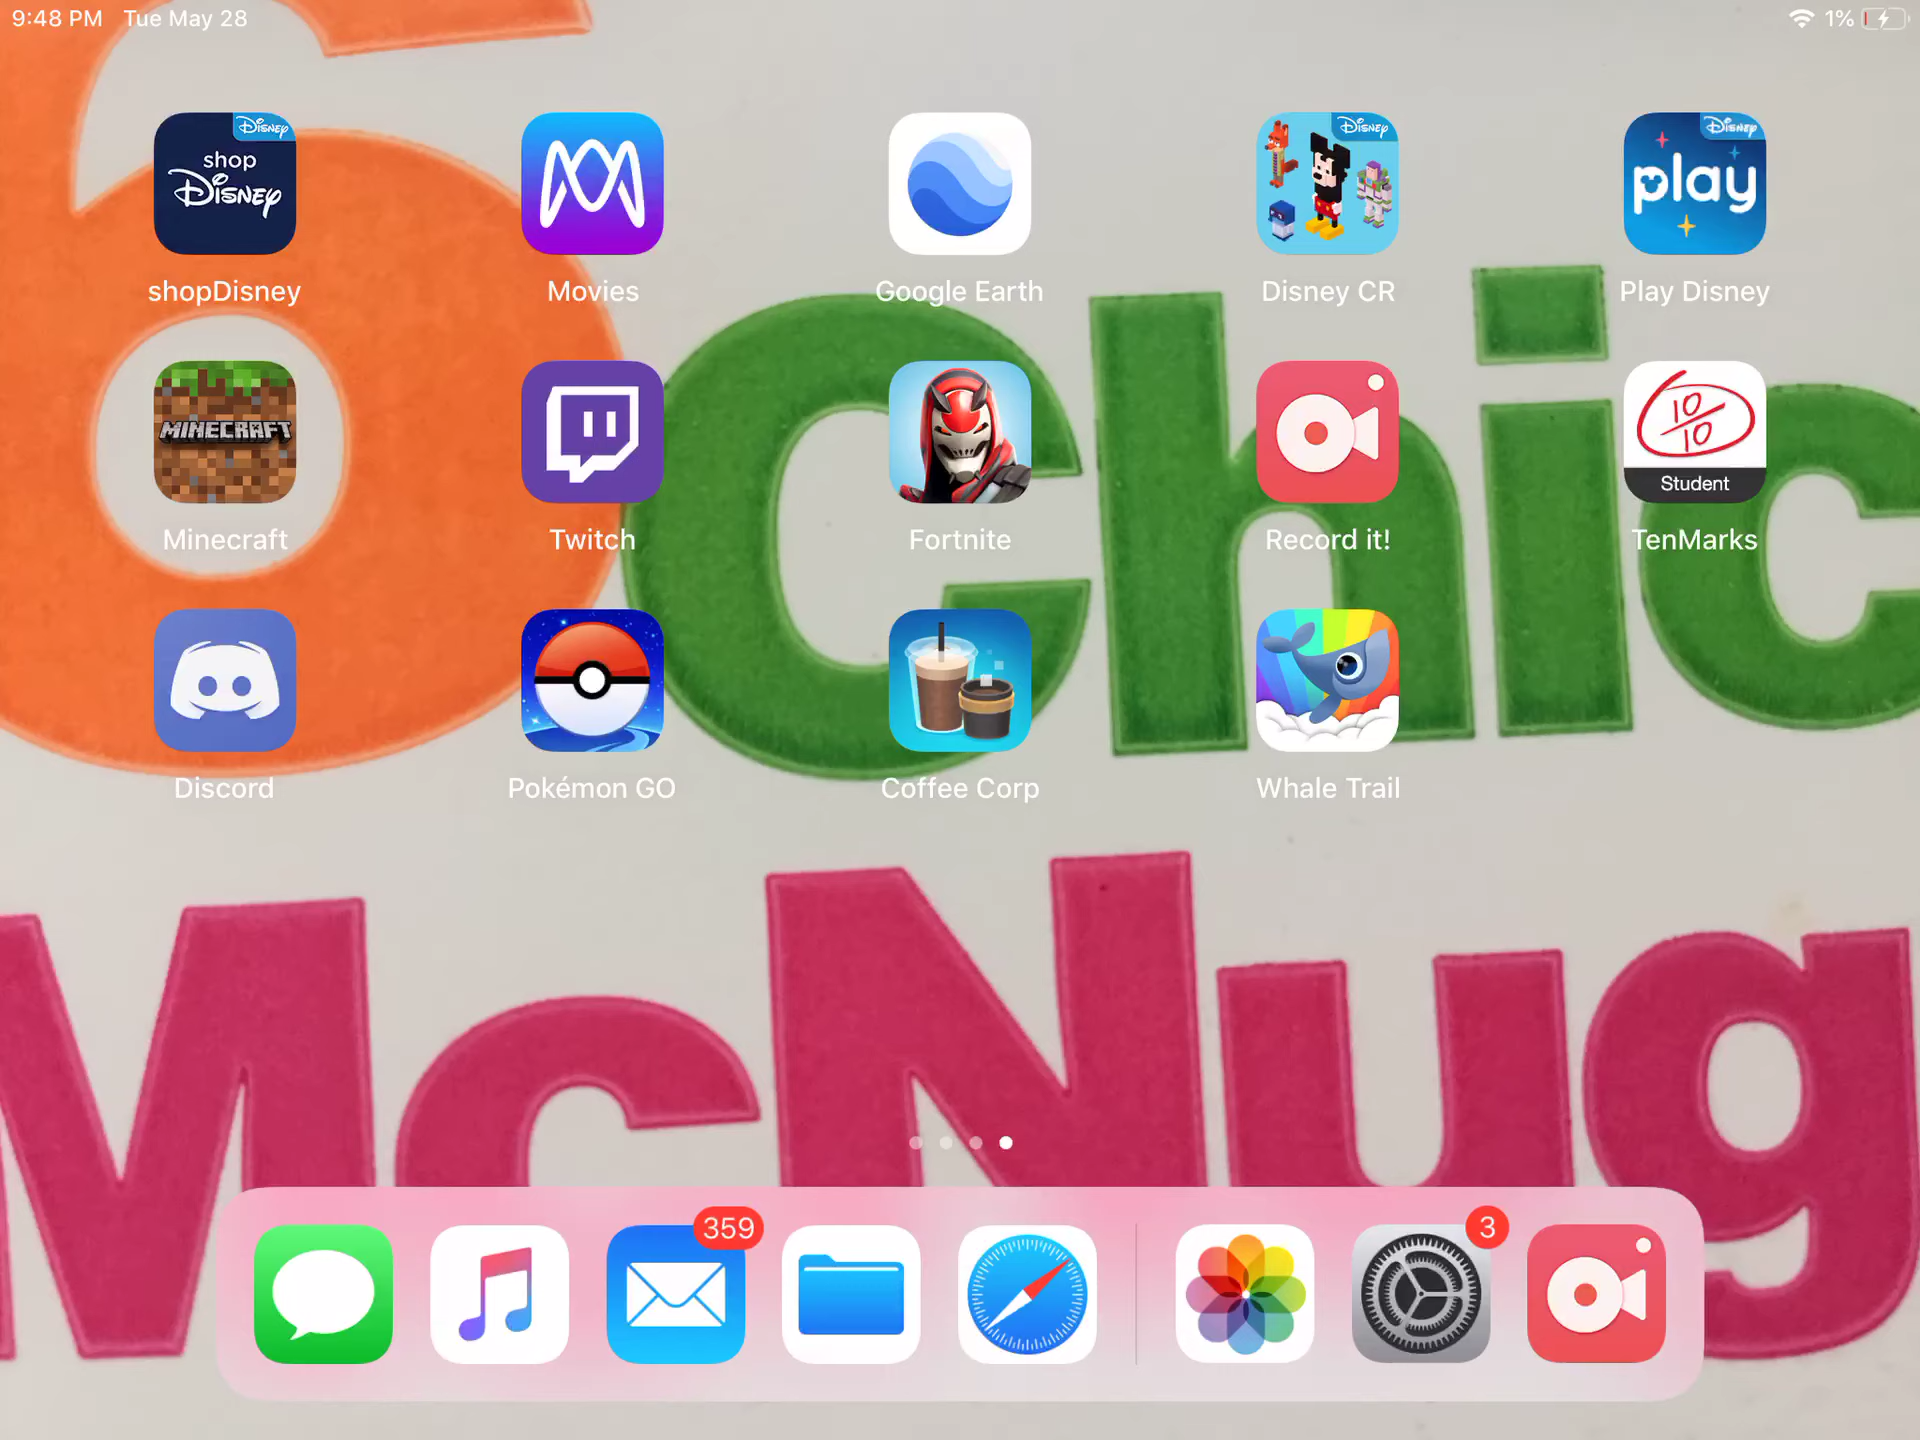 9:48 PM Tue May 28
1%
Disney
shop
Disney
Disney
Disney
play
shopDisney
Movies
Google Earth
Disney CR
Play Disney
MINECRAFT
10
10
Student
Minecraft
Twitch
Fortnite
Record it!
TenMarks
Discord
Pokémon GO
Coffee Corp
Whale Trail
6 Chic
McNug
359
3